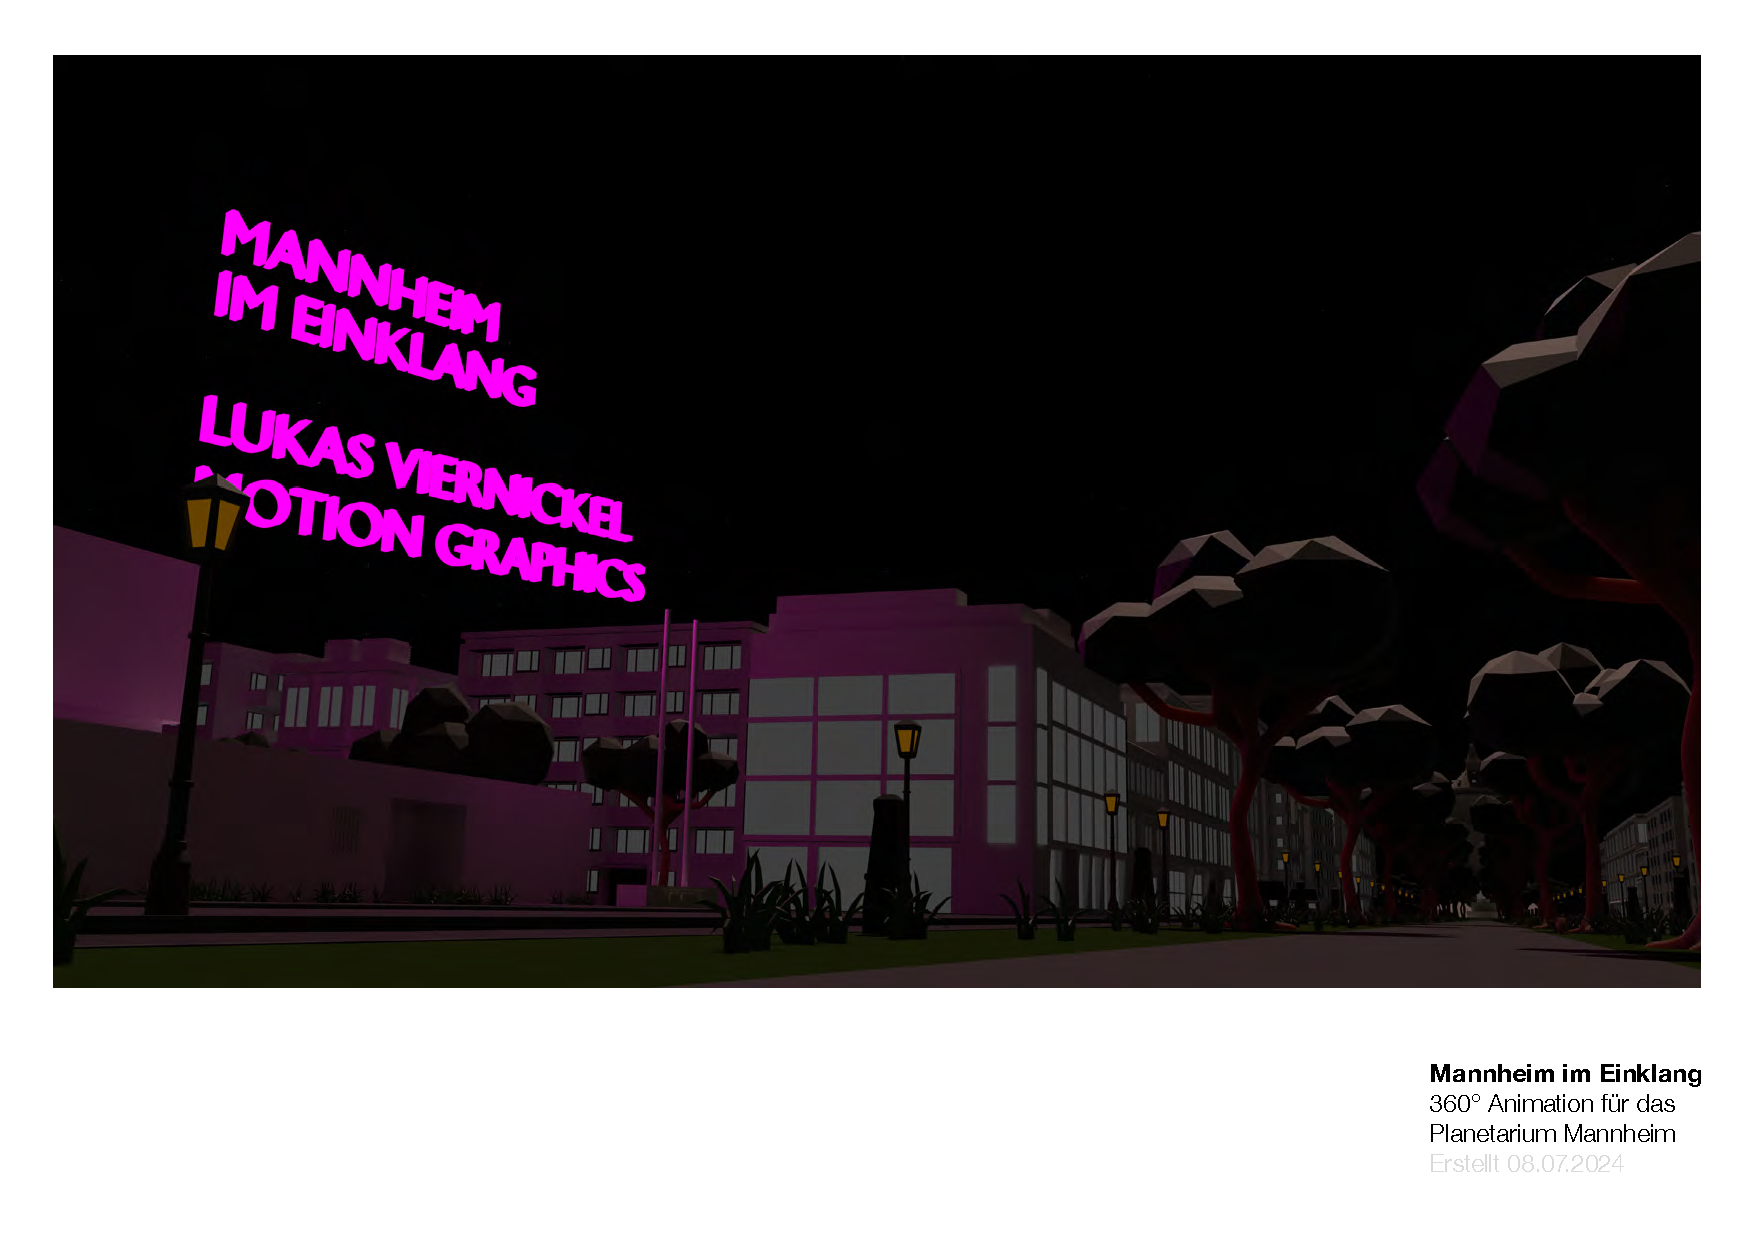 MANNHEIM
IM EINKLANG
LUKAS VIERNICKEL
MOTION GRAPHICS
Mannheim im Einklang
360° Animation für das
Planetarium Mannheim
Erstellt 08.07.2024